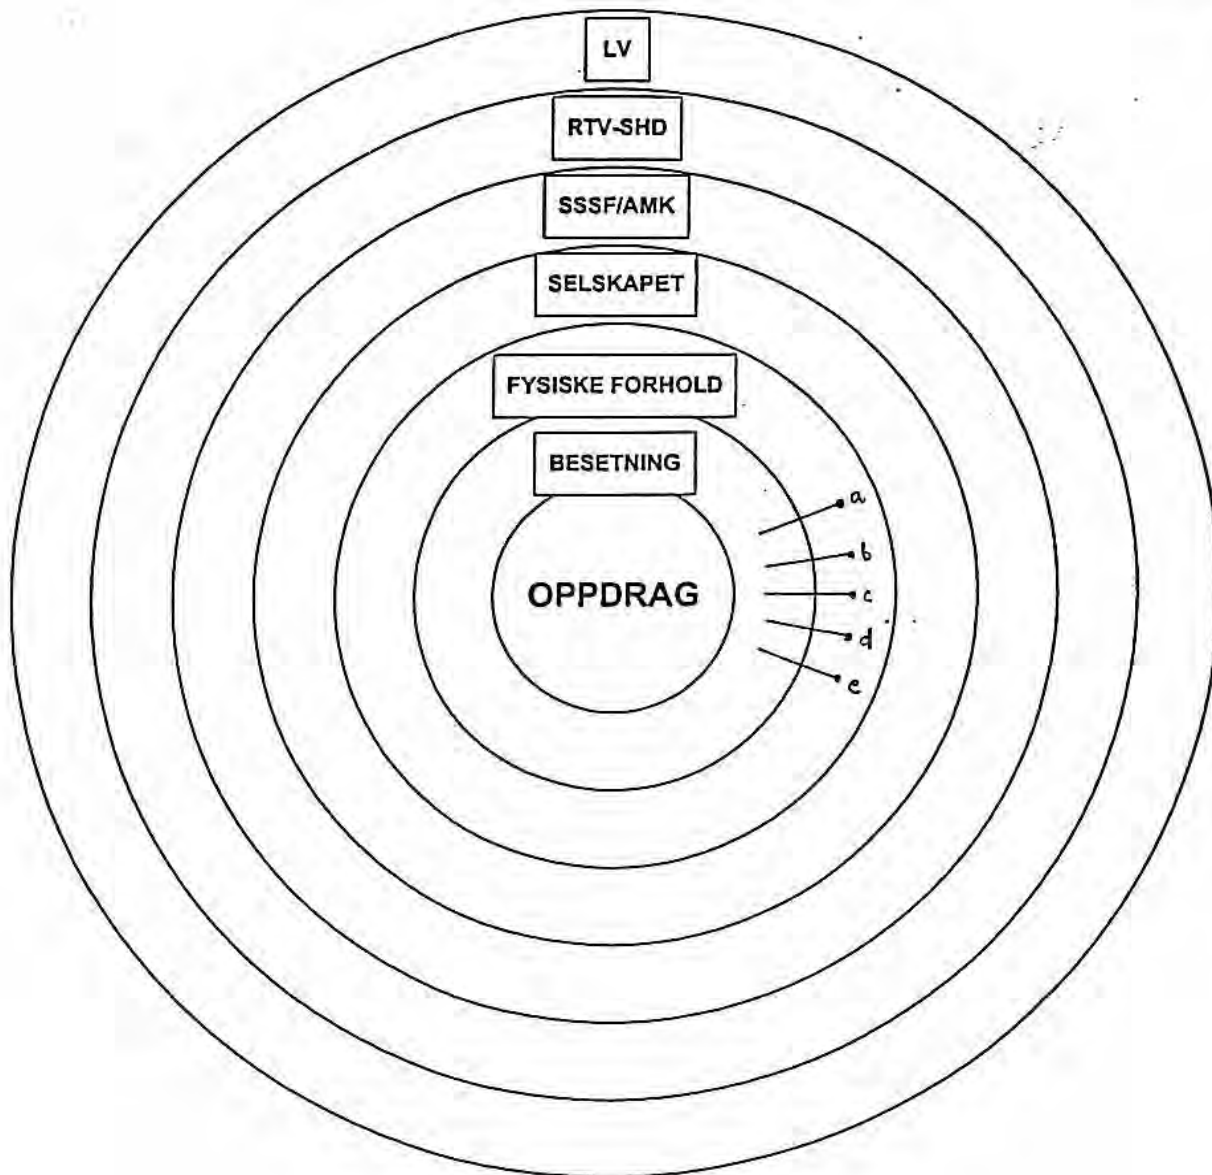 LV
RTV-SHD
SSSF/AMK
SELSKAPET
FYSISKE FORHOLD
BESETNING
OPPDRAG
a
b
c
d
e